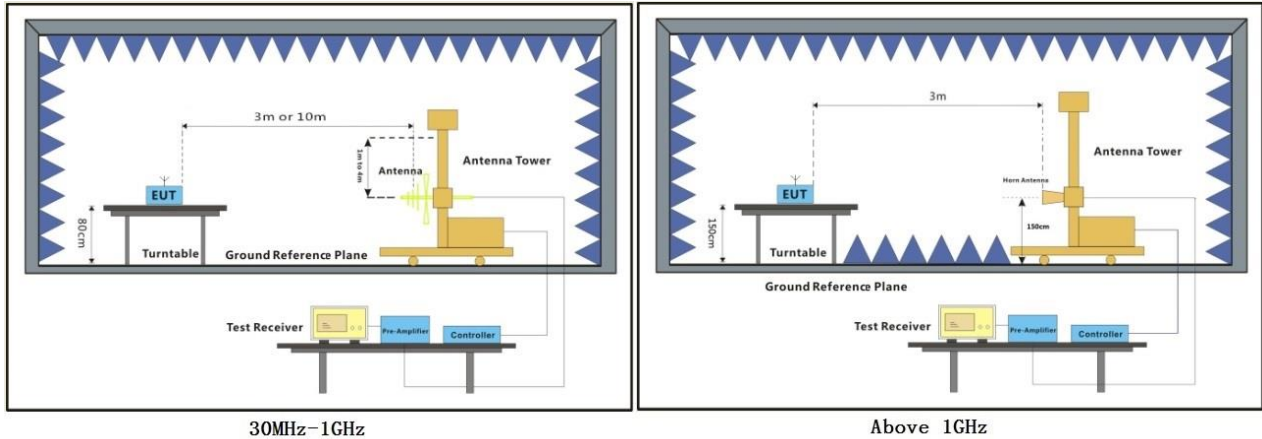 3m or 10m
1m to 4m
Antenna
Antenna Tower
EUT
80cm
Turntable
Ground Reference Plane
Test Receiver
Pre-Amplifier
Controller
30MHz-1GHz
3m
Antenna Tower
Horn Antenna
EUT
150cm
150cm
Turntable
Ground Reference Plane
Test Receiver
Pre-Amplifier
Controller
Above 1GHz